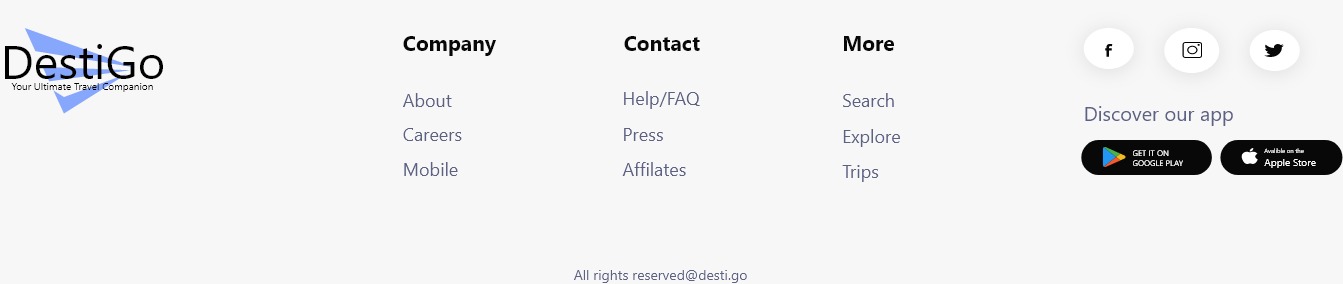 DestiGo
Your Ultimate Travel Companion
Company
About
Careers
Mobile
Contact
Help/FAQ
Press
Affilates
More
Search
Explore
Trips
Discover our app
GET IT ON
GOOGLE PLAY
Avalible on the
Apple Store
All rights reserved@desti.go